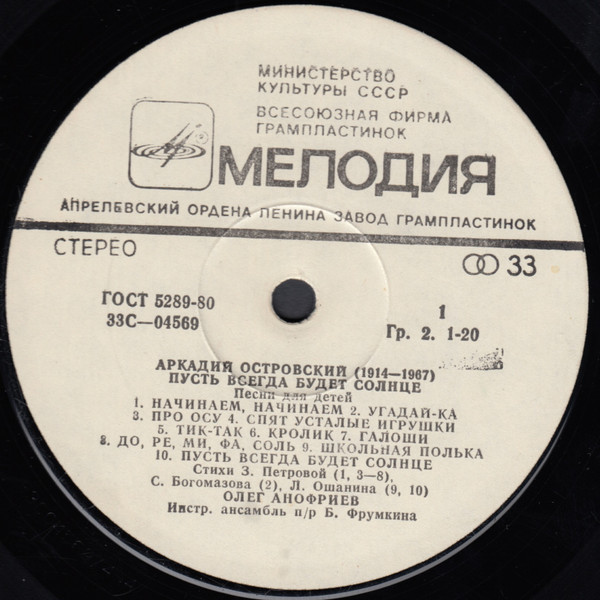 МИНИСТЕРСТВО
КУЛЬТУРЫ СССР
ВСЕСОЮЗНАЯ ФИРМА
ГРАМПЛАСТИНОК
МЕЛОДИЯ
АПРЕЛЕВСКИЙ ОРДЕНА ЛЕНИНА ЗАВОД ГРАМПЛАСТИНОК
СТЕРЕО
33
ГОСТ 5289-80
33С—04569
1
Гр. 2. 1-20
АРКАДИЙ ОСТРОВСКИЙ (1914—1967)
ПУСТЬ ВСЕГДА БУДЕТ СОЛНЦЕ
Песни для детей
1. НАЧИНАЕМ, НАЧИНАЕМ 2. УГАДАЙ-КА
3. ПРО ОСУ 4. СПЯТ УСТАЛЫЕ ИГРУШКИ
5. ТИК-ТАК 6. КРОЛИК 7. ГАЛОШИ
8. ДО, РЕ, МИ, ФА, СОЛЬ 9. ШКОЛЬНАЯ ПОЛЬКА
10. ПУСТЬ ВСЕГДА БУДЕТ СОЛНЦЕ
Стихи З. Петровой (1, 3—8),
С. Богомазова (2), Л. Ошанина (9, 10)
ОЛЕГ АНОФРИЕВ
Инстр. ансамбль п/р Б. Фрумкина